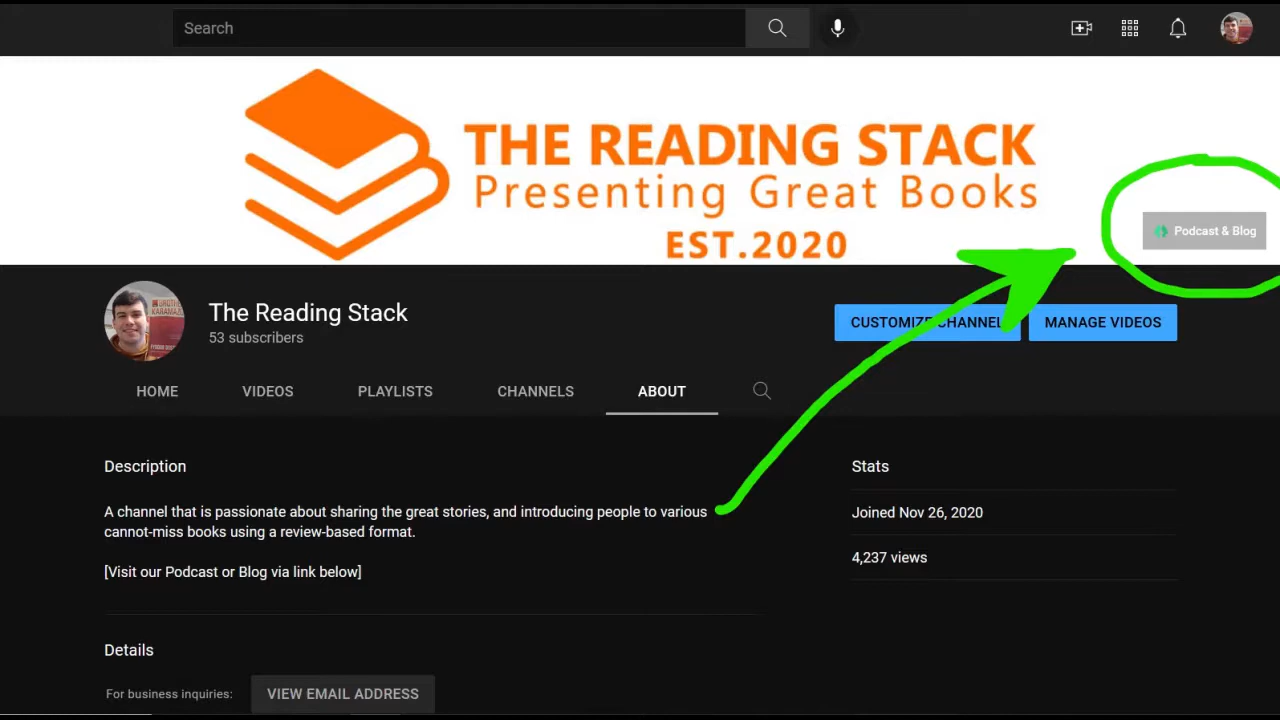 Search
THE READING STACK
Presenting Great Books
EST.2020
Podcast & Blog
The Reading Stack
53 subscribers
CUSTOMIZE CHANNEL
MANAGE VIDEOS
HOME
VIDEOS
PLAYLISTS
CHANNELS
ABOUT
Description
A channel that is passionate about sharing the great stories, and introducing people to various
cannot-miss books using a review-based format.
[Visit our Podcast or Blog via link below]
Stats
Joined Nov 26, 2020
4,237 views
Details
For business inquiries:
VIEW EMAIL ADDRESS